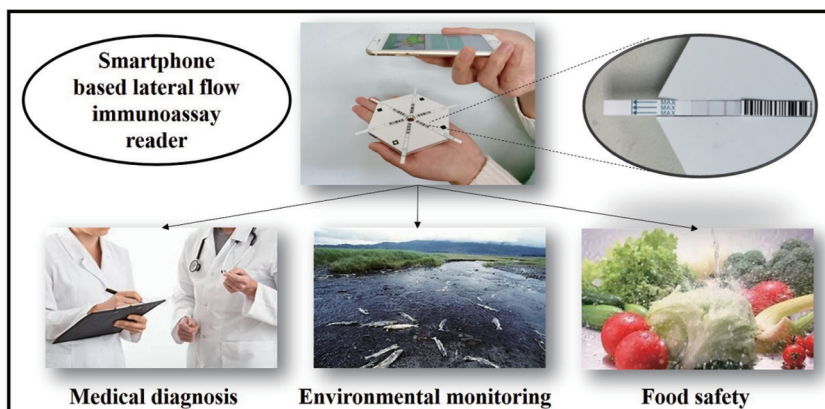 Smartphone
based lateral flow
immunoassay
reader
MAX
MAX
MAX
Medical diagnosis
Environmental monitoring
Food safety